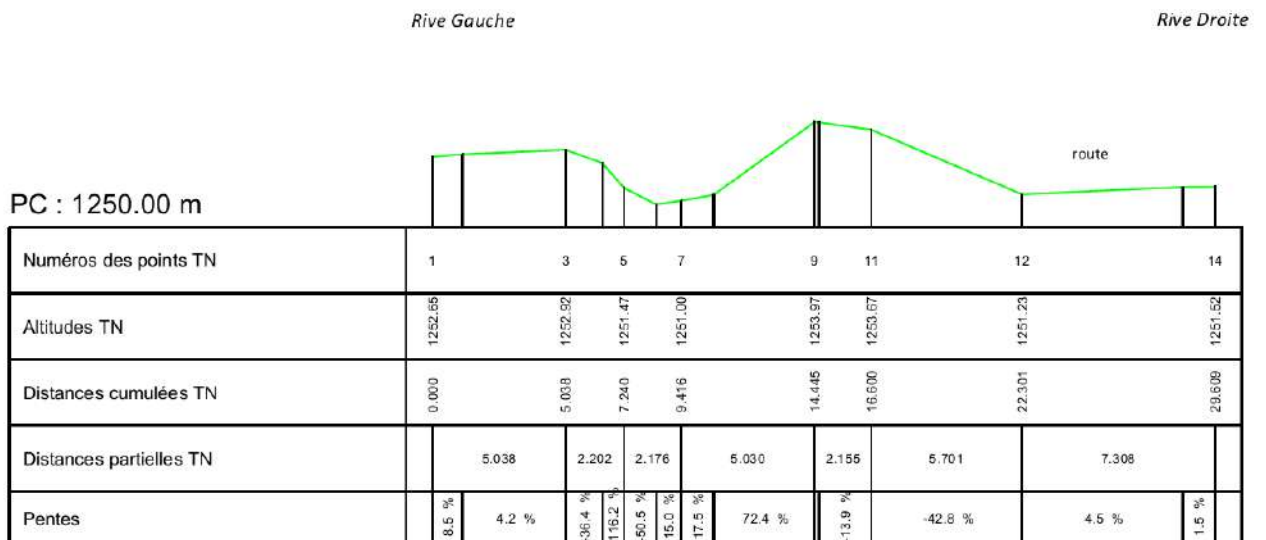 Rive Gauche
Rive Droite
route
PC : 1250.00 m
Numéros des points TN
1 3 5 7 9 11 12 14
Altitudes TN
1252.65 1252.92 1251.47 1251.00 1253.97 1253.67 1251.23 1251.52
Distances cumulées TN
0.000 5.038 7.240 9.416 14.445 16.600 22.301 29.609
Distances partielles TN
5.038 2.202 2.176 5.030 2.155 5.701 7.308
Pentes
8.5 % 4.2 % -36.4 % 116.2 % -50.5 % 15.0 % 17.5 % 72.4 % -13.9 % -42.8 % 4.5 % 1.5 %